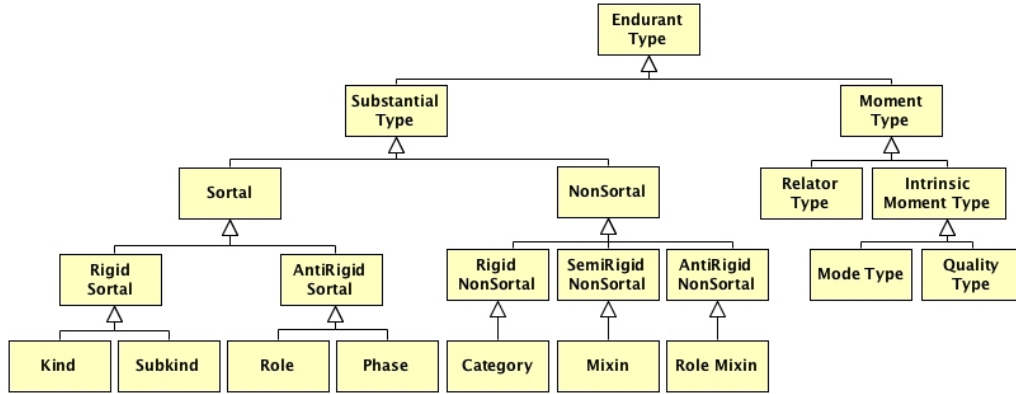 Endurant
Type
Substantial
Type
Moment
Type
Sortal
NonSortal
Relator
Type
Intrinsic
Moment Type
Rigid
Sortal
AntiRigid
Sortal
Rigid
NonSortal
SemiRigid
NonSortal
AntiRigid
NonSortal
Mode Type
Quality
Type
Kind
Subkind
Role
Phase
Category
Mixin
Role Mixin